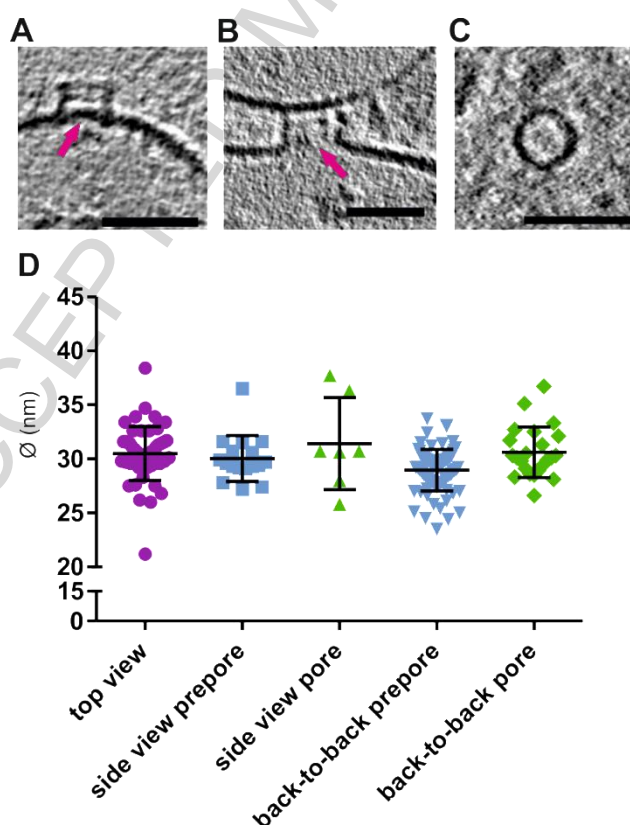 A
B
C
D
45
40
35
30
25
20
15
0
Ø (nm)
top view
side view prepore
side view pore
back-to-back prepore
back-to-back pore